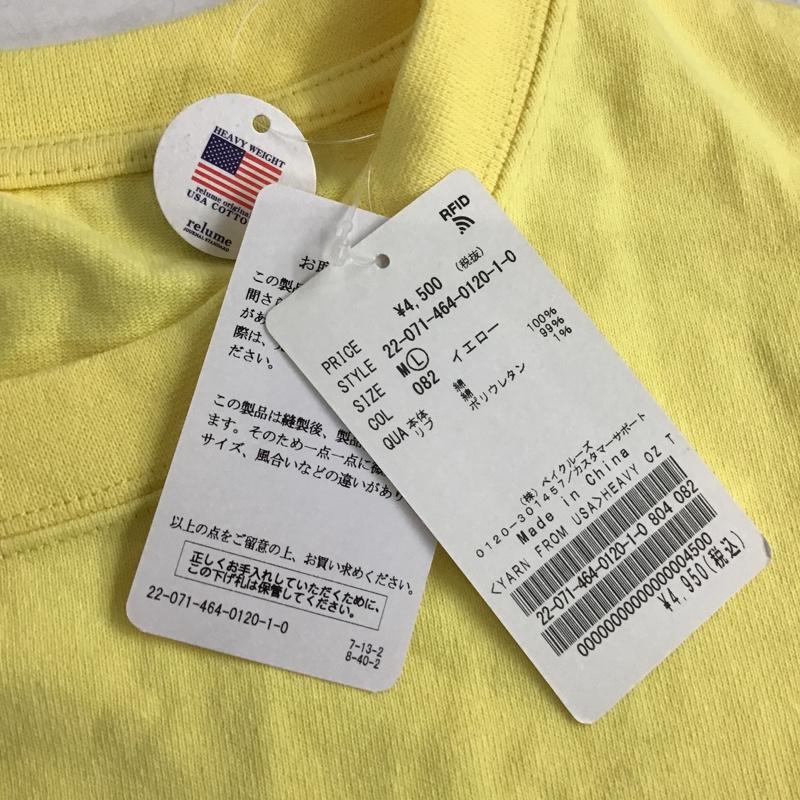 HEAVY WEIGHT
relume original
USA COTTO
relume
JOURNAL STANDARD
お取
この製品
間さ
があ
際は、
ださい。
この製品は縫製後、製品
ます。そのため一点一点に微
サイズ、風合いなどの違いがあり
以上の点をご留意の上、お買い求めください。
正しくお手入れしていただくために、
この下げ札は保管してください。
22-071-464-0120-1-0
7-13-2
8-40-2
RFID
PRICE ¥4,500 (税抜)
STYLE 22-071-464-0120-1-0
SIZE M Ⓛ
COL 082 イエロー
QUA 本体 綿 100%
リブ 綿 99%
ポリウレタン 1%
(株) ベイクルーズ
0120-301457/カスタマーサポート
Made in China
<YARN FROM USA>HEAVY OZ T
22-071-464-0120-1-0 804 082
00000000000000004500
¥4,950(税込)